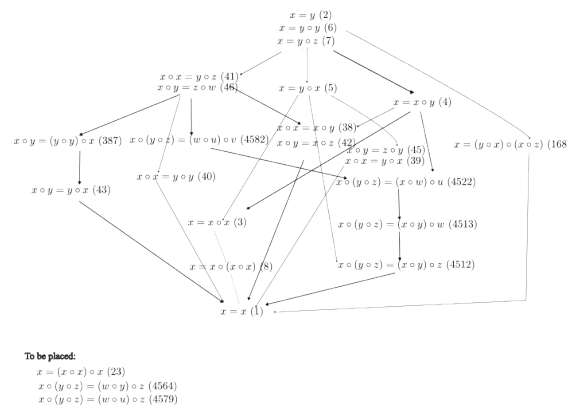 x = y (2)
x = y ∘ y (6)
x = y ∘ z (7)
x ∘ x = y ∘ z (41)
x ∘ y = z ∘ w (46)
x = y ∘ x (5)
x = x ∘ y (4)
x ∘ y = (y ∘ y) ∘ x (387)
x ∘ (y ∘ z) = (w ∘ u) ∘ v (4582)
x ∘ x = x ∘ y (38)
x ∘ y = x ∘ z (42)
x ∘ y = z ∘ y (45)
x ∘ x = y ∘ x (39)
x = (y ∘ x) ∘ (x ∘ z) (168
x ∘ y = y ∘ x (43)
x ∘ x = y ∘ y (40)
x ∘ (y ∘ z) = (x ∘ w) ∘ u (4522)
x = x ∘ x (3)
x ∘ (y ∘ z) = (x ∘ y) ∘ w (4513)
x = x ∘ (x ∘ x) (8)
x ∘ (y ∘ z) = (x ∘ y) ∘ z (4512)
x = x (1)
To be placed:
x = (x ∘ x) ∘ x (23)
x ∘ (y ∘ z) = (w ∘ y) ∘ z (4564)
x ∘ (y ∘ z) = (w ∘ u) ∘ z (4579)